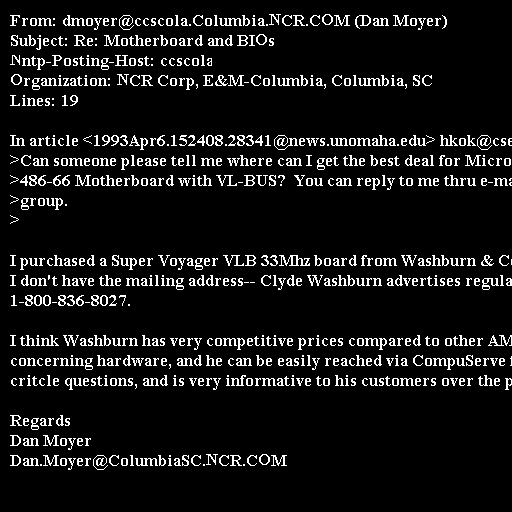 From: dmoyer@ccscola.Columbia.NCR.COM (Dan Moyer)
Subject: Re: Motherboard and BIOs
Nntp-Posting-Host: ccscola
Organization: NCR Corp, E&M-Columbia, Columbia, SC
Lines: 19

In article <1993Apr6.152408.28341@news.unomaha.edu> hkok@cse
>Can someone please tell me where can I get the best deal for Micro
>486-66 Motherboard with VL-BUS?  You can reply to me thru e-ma
>group.
>

I purchased a Super Voyager VLB 33Mhz board from Washburn & Co
I don't have the mailing address-- Clyde Washburn advertises regula
1-800-836-8027.

I think Washburn has very competitive prices compared to other AM
concerning hardware, and he can be easily reached via CompuServe
critcle questions, and is very informative to his customers over the p

Regards
Dan Moyer
Dan.Moyer@ColumbiaSC.NCR.COM